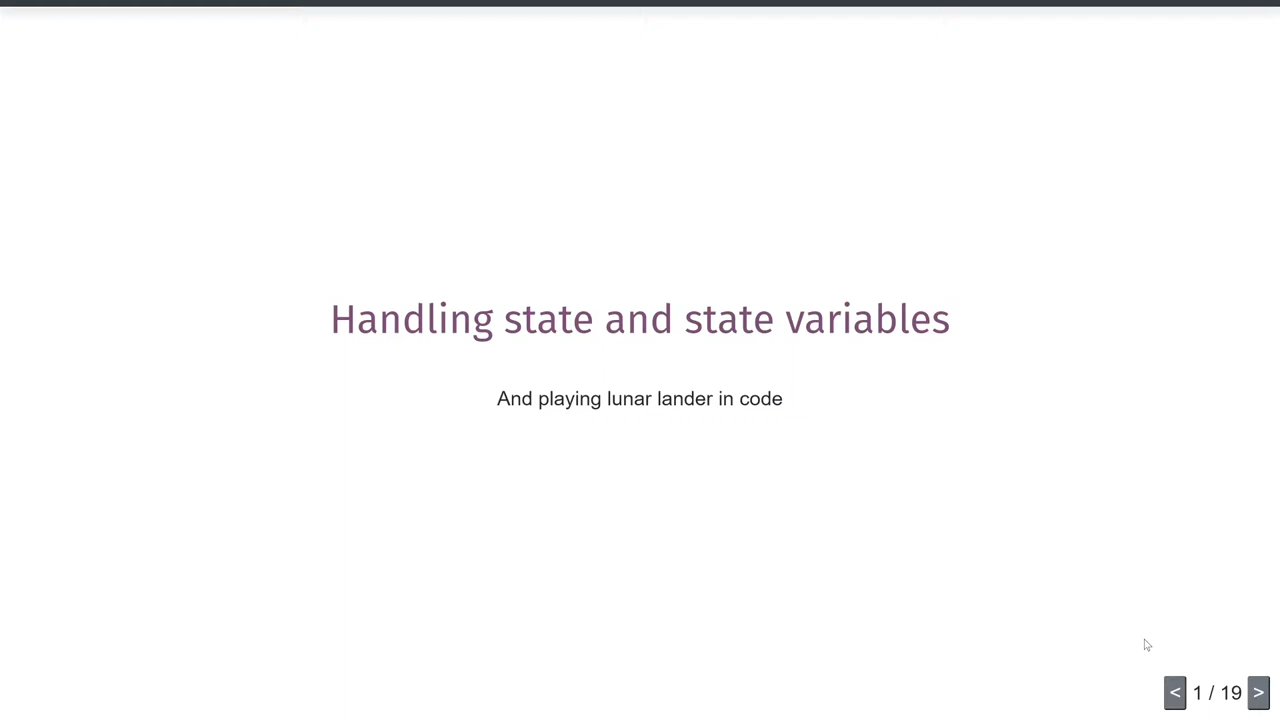 Handling state and state variables
And playing lunar lander in code
< 1 / 19 >